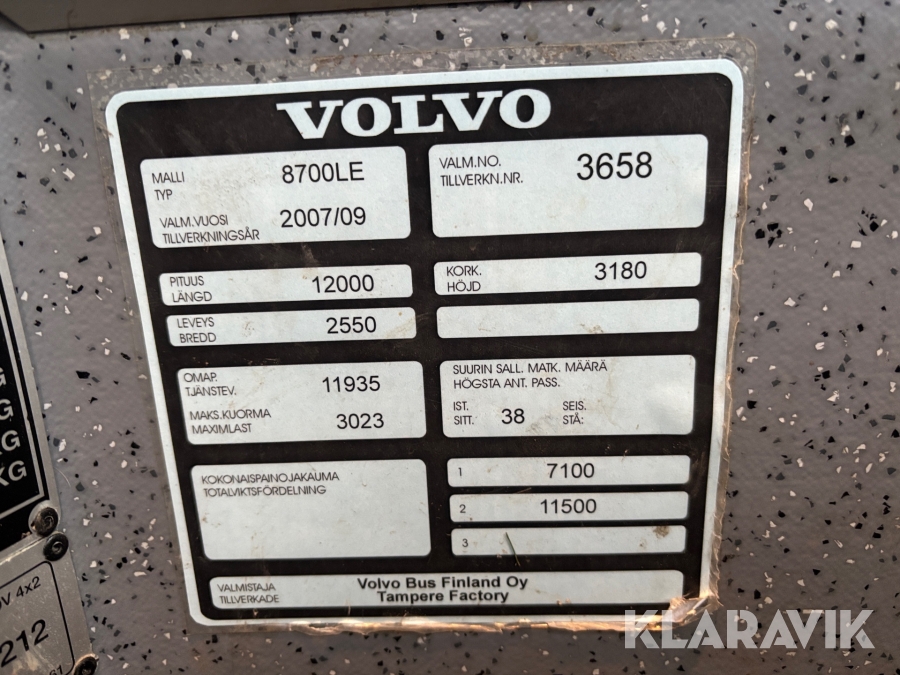 VOLVO
MALLI
TYP
8700LE
VALM.VUOSI
TILLVERKNINGSÅR
2007/09
VALM.NO.
TILLVERKN.NR.
3658
PITUUS
LÄNGD
12000
KORK.
HÖJD
3180
LEVEYS
BREDD
2550
OMAP.
TJÄNSTEV.
11935
MAKS.KUORMA
MAXIMLAST
3023
SUURIN SALL. MATK. MÄÄRÄ
HÖGSTA ANT. PASS.
IST.
SITT.
38
SEIS.
STÅ:
KOKONAISPAINOJAKAUMA
TOTALVIKTSFÖRDELNING
1 7100
2 11500
3
VALMISTAJA
TILLVERKADE
Volvo Bus Finland Oy
Tampere Factory
G
G
KG
4x2
212
61
KLARAVIK